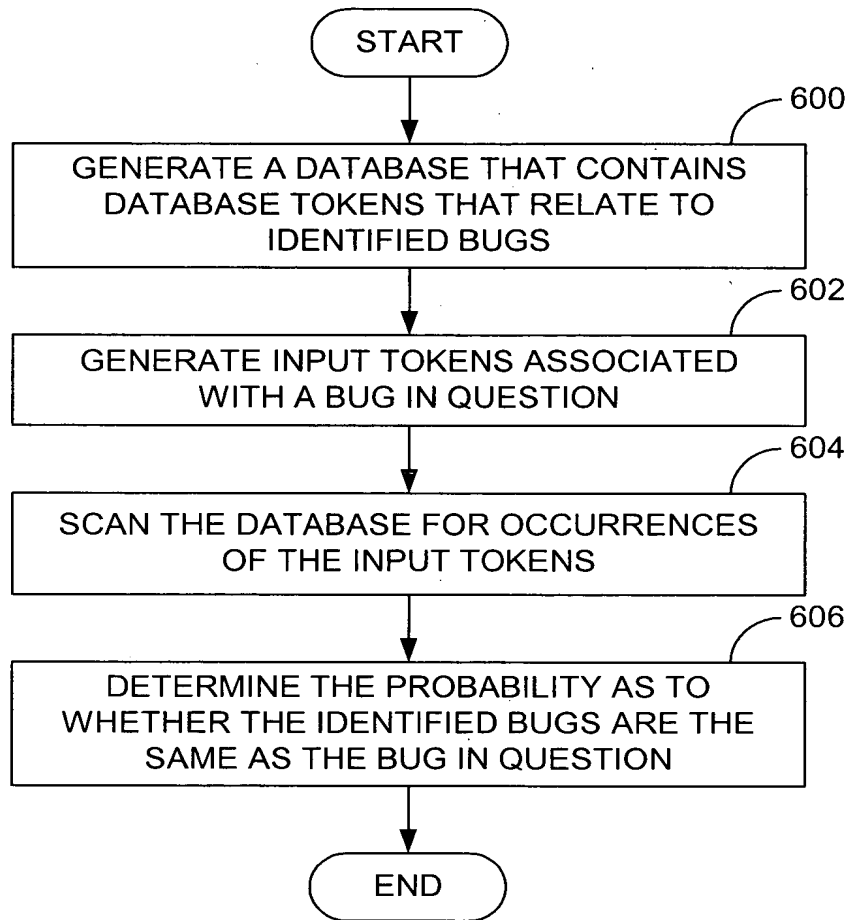 START
600
GENERATE A DATABASE THAT CONTAINS
DATABASE TOKENS THAT RELATE TO
IDENTIFIED BUGS
602
GENERATE INPUT TOKENS ASSOCIATED
WITH A BUG IN QUESTION
604
SCAN THE DATABASE FOR OCCURRENCES
OF THE INPUT TOKENS
606
DETERMINE THE PROBABILITY AS TO
WHETHER THE IDENTIFIED BUGS ARE THE
SAME AS THE BUG IN QUESTION
END